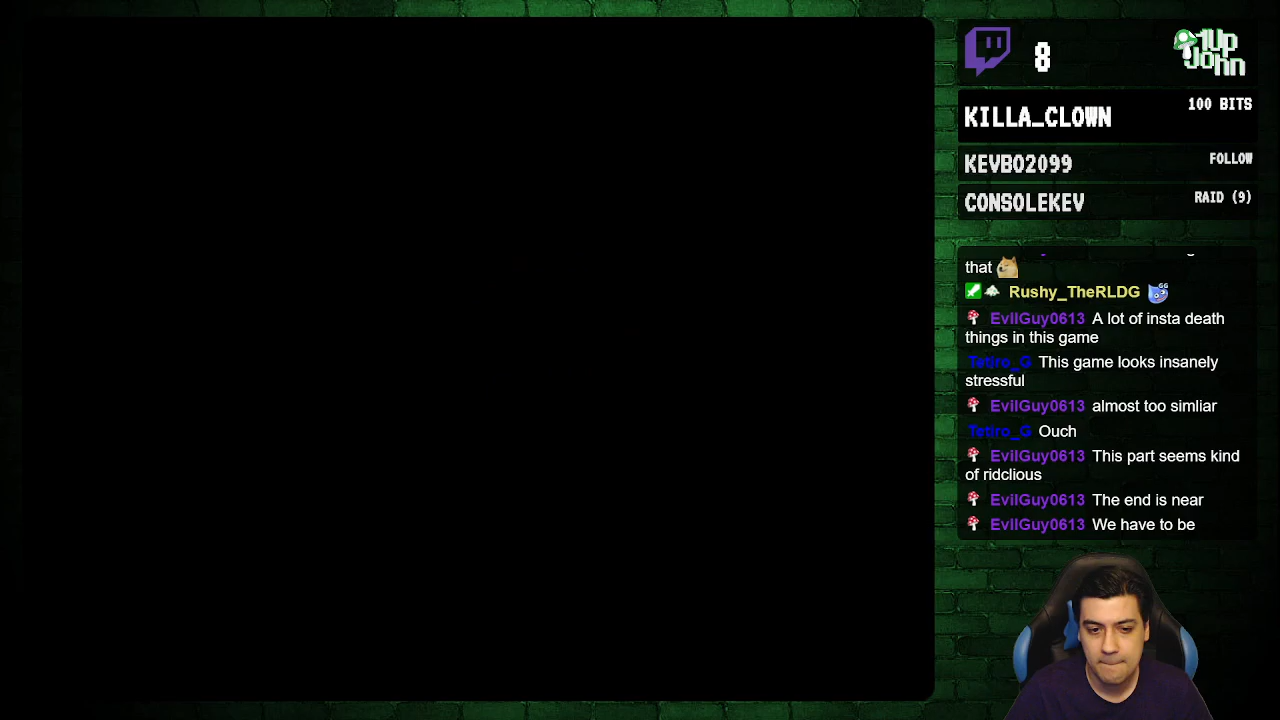 8
1Up
John
KILLA_CLOWN 100 BITS
KEVBO2099 FOLLOW
CONSOLEKEV RAID (9)
that
Rushy_TheRLDG
EvilGuy0613 A lot of insta death
things in this game
Tetiro_G This game looks insanely
stressful
EvilGuy0613 almost too simliar
Tetiro_G Ouch
EvilGuy0613 This part seems kind
of ridclious
EvilGuy0613 The end is near
EvilGuy0613 We have to be